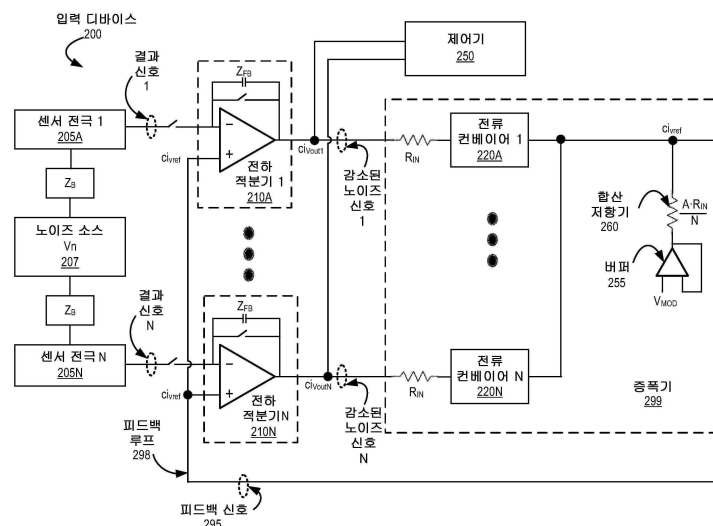 입력 디바이스
200
결과
신호
1
Z_FB
제어기
250
센서 전극 1
205A
ci_vref
전하
적분기 1
210A
ci_Vout1
감소된
노이즈
신호
1
R_IN
전류
컨베이어 1
220A
ci_vref
합산
저항기
260
A·R_IN
N
버퍼
255
V_MOD
Z_B
노이즈 소스
Vn
207
Z_B
결과
신호
N
센서 전극 N
205N
Z_FB
ci_vref
전하
적분기N
210N
ci_VoutN
감소된
노이즈
신호
N
R_IN
전류
컨베이어 N
220N
증폭기
299
피드백
루프
298
피드백 신호
295